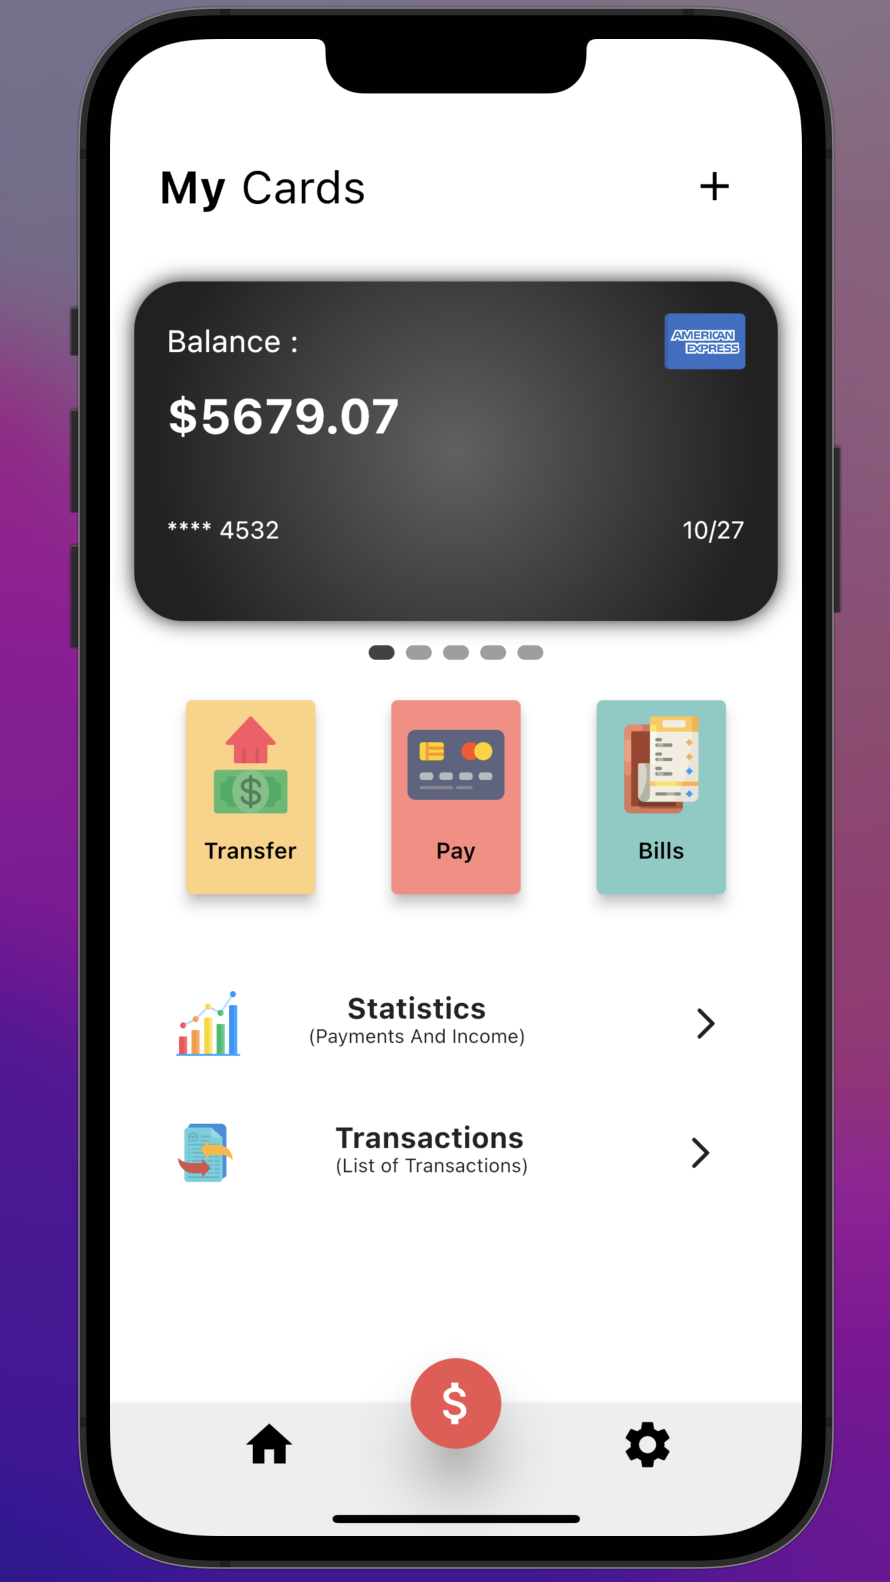 My Cards
+
Balance :
AMERICAN
EXPRESS
$5679.07
**** 4532
10/27
$
Transfer
Pay
Bills
Statistics
(Payments And Income)
Transactions
(List of Transactions)
$